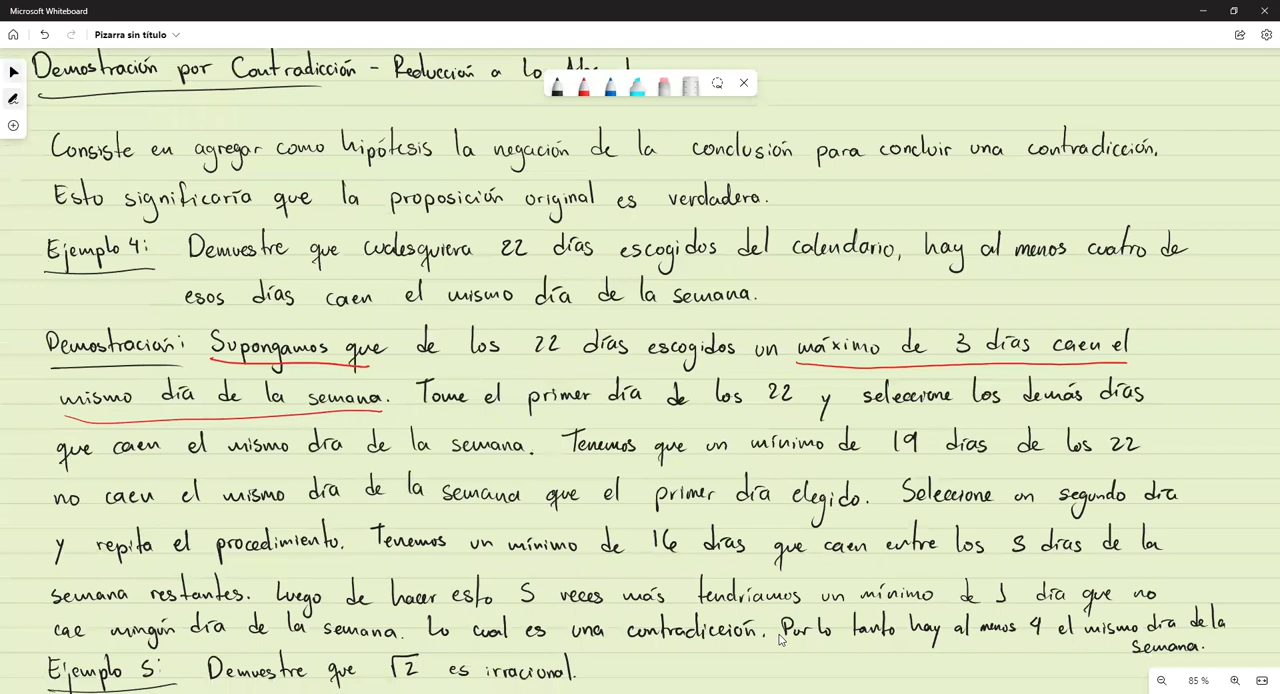 Microsoft Whiteboard
Pizarra sin título
Demostración por Contradicción - Reducción a lo
Consiste en agregar como hipótesis la negación de la conclusión para concluir una contradicción.
Esto significaría que la proposición original es verdadera.
Ejemplo 4: Demuestre que cualesquiera 22 días escogidos del calendario, hay al menos cuatro de
esos días caen el mismo día de la semana.
Demostración: Supongamos que de los 22 días escogidos un máximo de 3 días caen el
mismo día de la semana. Tome el primer día de los 22 y seleccione los demás días
que caen el mismo día de la semana. Tenemos que un mínimo de 19 días de los 22
no caen el mismo día de la semana que el primer día elegido. Seleccione un segundo día
y repita el procedimiento. Tenemos un mínimo de 16 días que caen entre los 5 días de la
semana restantes. Luego de hacer esto 5 veces más tendríamos un mínimo de 1 día que no
cae ningún día de la semana. Lo cual es una contradicción. Por lo tanto hay al menos 4 el mismo día de la
semana.
Ejemplo 5: Demuestre que √2 es irracional.
85 %